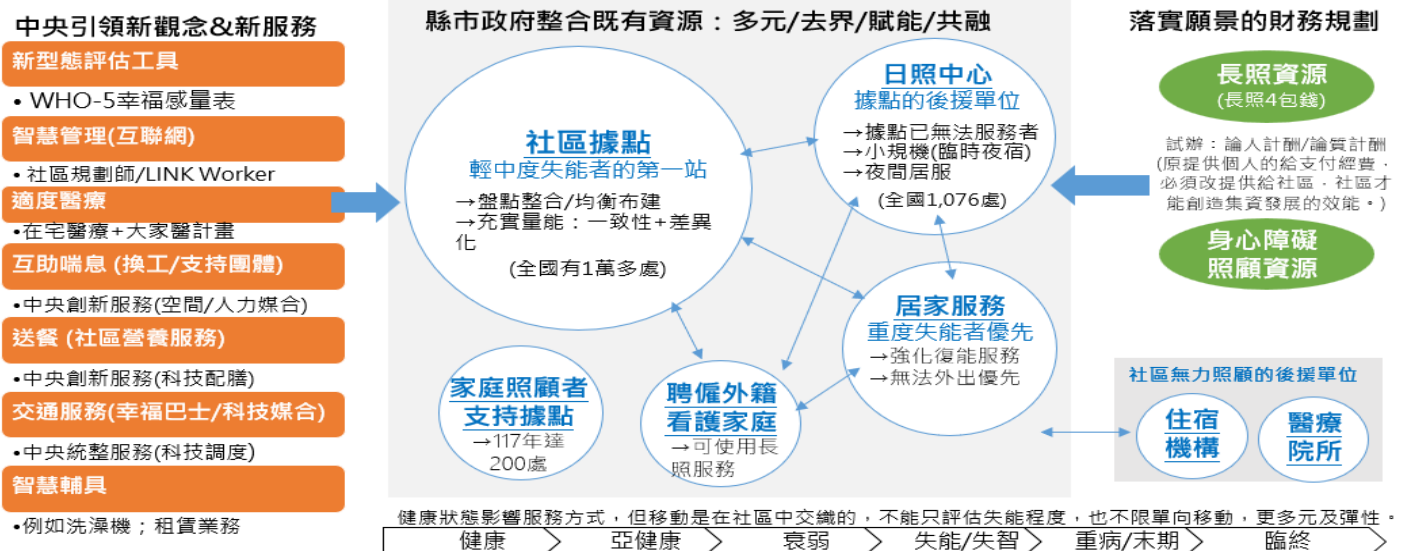 中央引領新觀念&新服務
新型態評估工具
• WHO-5幸福感量表
智慧管理(互聯網)
• 社區規劃師/LINK Worker
適度醫療
•在宅醫療+大家醫計畫
互助喘息 (換工/支持團體)
•中央創新服務(空間/人力媒合)
送餐 (社區營養服務)
•中央創新服務(科技配膳)
交通服務(幸福巴士/科技媒合)
•中央統整服務(科技調度)
智慧輔具
•例如洗澡機；租賃業務
縣市政府整合既有資源：多元/去界/賦能/共融
社區據點
輕中度失能者的第一站
→盤點整合/均衡布建
→充實量能：一致性+差異
化
(全國有1萬多處)
日照中心
據點的後援單位
→據點已無法服務者
→小規機(臨時夜宿)
→夜間居服
(全國1,076處)
居家服務
重度失能者優先
→強化復能服務
→無法外出優先
家庭照顧者
支持據點
→117年達
200處
聘僱外籍
看護家庭
→可使用長
照服務
落實願景的財務規劃
長照資源
(長照4包錢)
試辦：論人計酬/論質計酬
(原提供個人的給支付經費，
必須改提供給社區，社區才
能創造集資發展的效能。)
身心障礙
照顧資源
社區無力照顧的後援單位
住宿
機構
醫療
院所
健康狀態影響服務方式，但移動是在社區中交織的，不能只評估失能程度，也不限單向移動，更多元及彈性。
健康
亞健康
衰弱
失能/失智
重病/末期
臨終